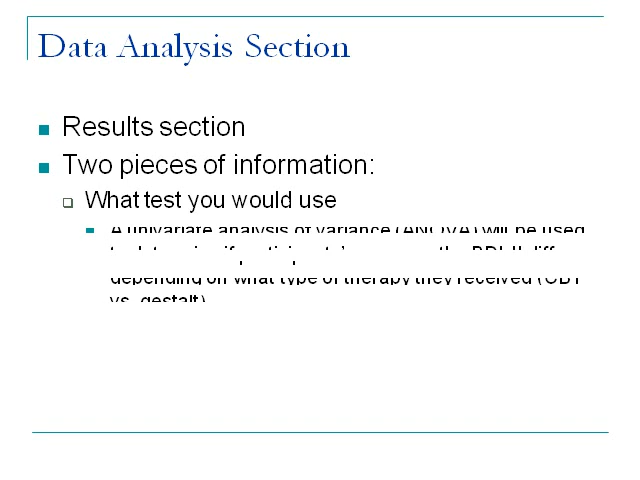 Data Analysis Section
Results section
Two pieces of information:
What test you would use
A univariate analysis of variance (ANOVA) will be used
to determine if participants' scores on the BDI-II differ
depending on what type of therapy they received (CBT
vs. gestalt)